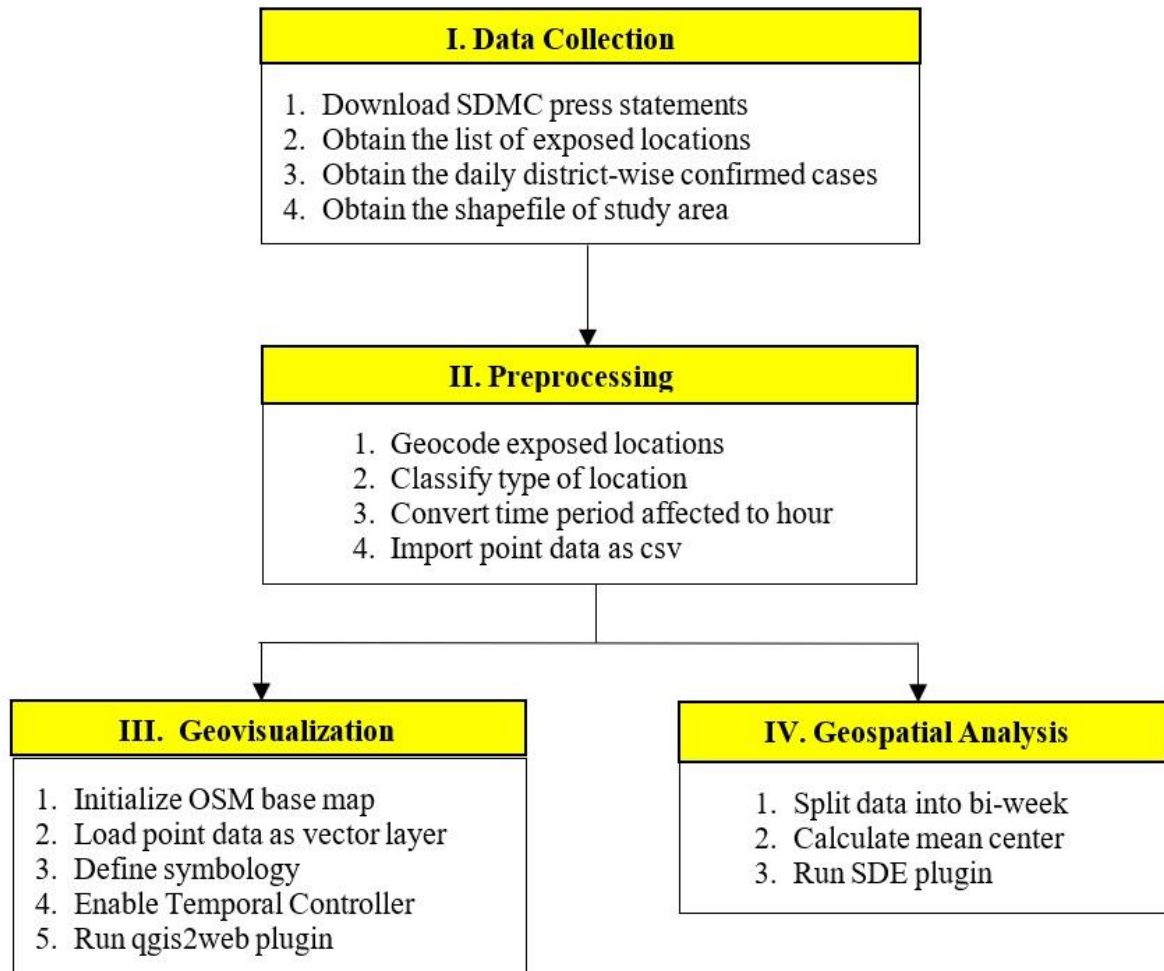 I. Data Collection
1. Download SDMC press statements
2. Obtain the list of exposed locations
3. Obtain the daily district-wise confirmed cases
4. Obtain the shapefile of study area
II. Preprocessing
1. Geocode exposed locations
2. Classify type of location
3. Convert time period affected to hour
4. Import point data as csv
III. Geovisualization
1. Initialize OSM base map
2. Load point data as vector layer
3. Define symbology
4. Enable Temporal Controller
5. Run qgis2web plugin
IV. Geospatial Analysis
1. Split data into bi-week
2. Calculate mean center
3. Run SDE plugin